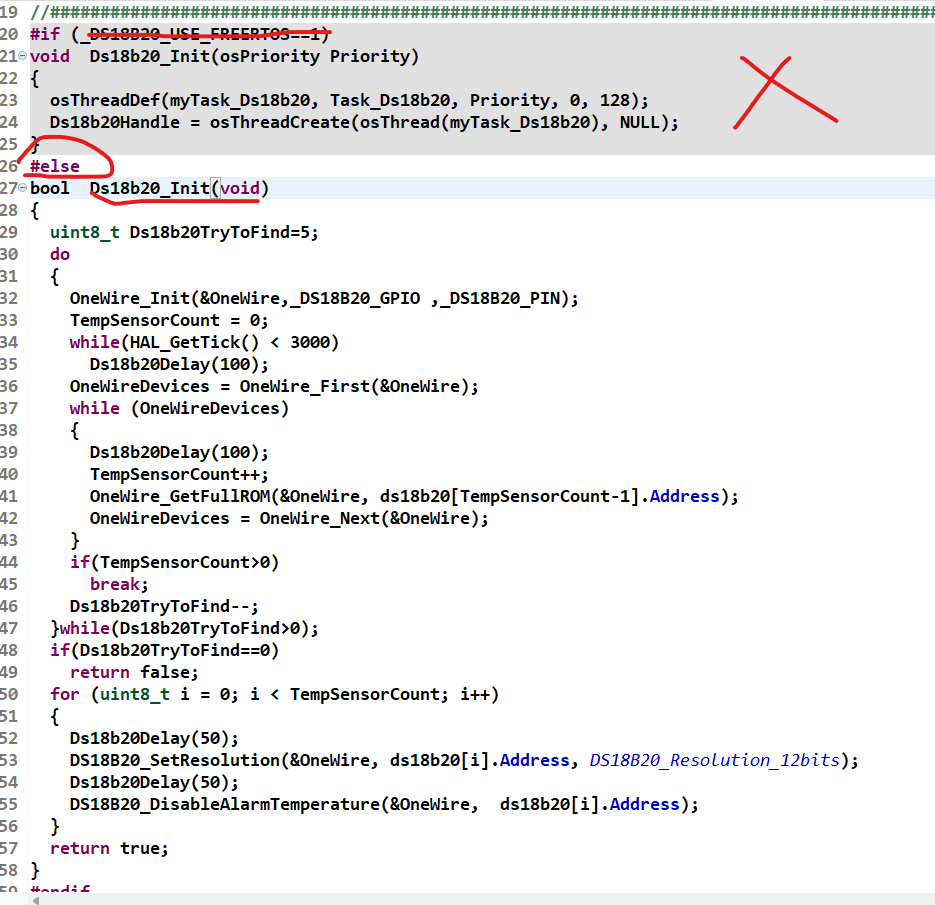 19 //########################################################################################
20 #if (_DS18B20_USE_FREERTOS==1)
21 void  Ds18b20_Init(osPriority Priority)
22 {
23   osThreadDef(myTask_Ds18b20, Task_Ds18b20, Priority, 0, 128);
24   Ds18b20Handle = osThreadCreate(osThread(myTask_Ds18b20), NULL);
25 }
26 #else
27 bool  Ds18b20_Init(void)
28 {
29   uint8_t Ds18b20TryToFind=5;
30   do
31   {
32     OneWire_Init(&OneWire,_DS18B20_GPIO ,_DS18B20_PIN);
33     TempSensorCount = 0;
34     while(HAL_GetTick() < 3000)
35       Ds18b20Delay(100);
36     OneWireDevices = OneWire_First(&OneWire);
37     while (OneWireDevices)
38     {
39       Ds18b20Delay(100);
40       TempSensorCount++;
41       OneWire_GetFullROM(&OneWire, ds18b20[TempSensorCount-1].Address);
42       OneWireDevices = OneWire_Next(&OneWire);
43     }
44     if(TempSensorCount>0)
45       break;
46     Ds18b20TryToFind--;
47   }while(Ds18b20TryToFind>0);
48   if(Ds18b20TryToFind==0)
49     return false;
50   for (uint8_t i = 0; i < TempSensorCount; i++)
51   {
52     Ds18b20Delay(50);
53     DS18B20_SetResolution(&OneWire, ds18b20[i].Address, DS18B20_Resolution_12bits);
54     Ds18b20Delay(50);
55     DS18B20_DisableAlarmTemperature(&OneWire,  ds18b20[i].Address);
56   }
57   return true;
58 }
59 #endif